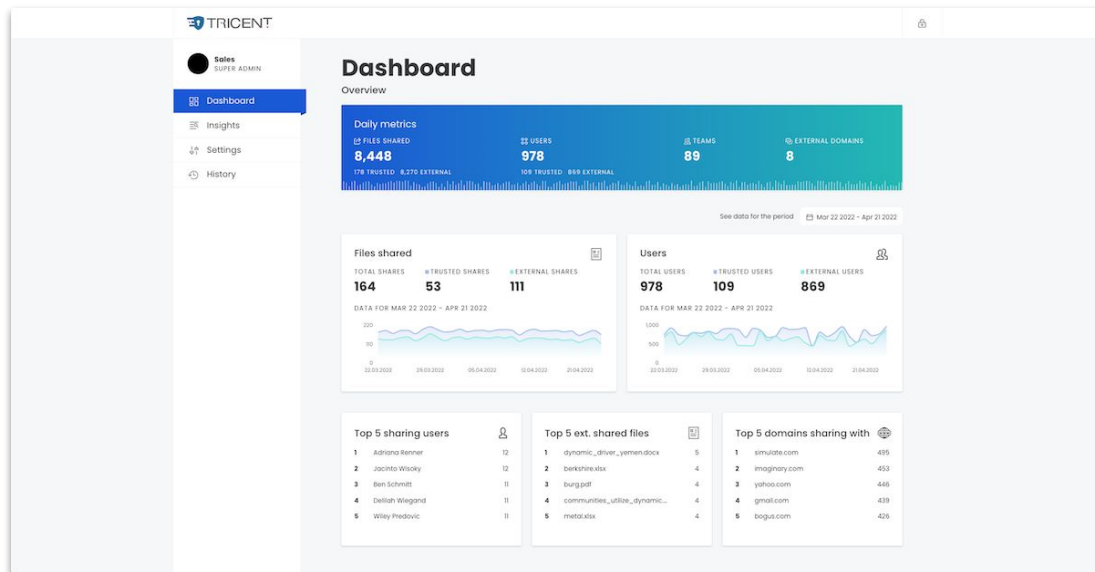 TRICENT
Sales
SUPER ADMIN
Dashboard
Insights
Settings
History
Dashboard
Overview
Daily metrics
FILES SHARED
8,448
178 TRUSTED 8,270 EXTERNAL
USERS
978
109 TRUSTED 869 EXTERNAL
TEAMS
89
EXTERNAL DOMAINS
8
See data for the period Mar 22 2022 - Apr 21 2022
Files shared
TOTAL SHARES TRUSTED SHARES EXTERNAL SHARES
164 53 111
DATA FOR MAR 22 2022 - APR 21 2022
220
110
0
22.03.2022 29.03.2022 05.04.2022 12.04.2022 21.04.2022
Users
TOTAL USERS TRUSTED USERS EXTERNAL USERS
978 109 869
DATA FOR MAR 22 2022 - APR 21 2022
1,000
500
0
22.03.2022 29.03.2022 05.04.2022 12.04.2022 21.04.2022
Top 5 sharing users
1 Adriana Renner 12
2 Jacinto Wisoky 12
3 Ben Schmitt 11
4 Delilah Wiegand 11
5 Wiley Predovic 11
Top 5 ext. shared files
1 dynamic_driver_yemen.docx 5
2 berkshire.xlsx 4
3 burg.pdf 4
4 communities_utilize_dynamic... 4
5 metal.xlsx 4
Top 5 domains sharing with
1 simulate.com 495
2 imaginary.com 453
3 yahoo.com 446
4 gmail.com 439
5 bogus.com 426